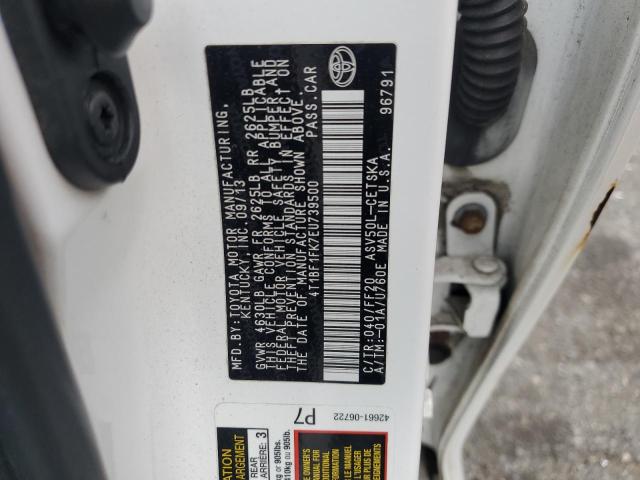 MFD.BY:TOYOTA MOTOR MANUFACTURING,
KENTUCKY,INC. 09/13
GVWR 4630LB GAWR FR 2625LB RR 2625LB
THIS VEHICLE CONFORMS TO ALL APPLICABLE
FEDERAL MOTOR VEHICLE SAFETY,BUMPER,AND
THEFT PREVENTION STANDARDS IN EFFECT ON
THE DATE OF MANUFACTURE SHOWN ABOVE.
4T1BF1FK7EU739500 PASS.CAR
C/TR:040/FF20 ASV50L-CETSKA
A/TM:-01A/U760E MADE IN U.S.A.
96791
42661-06722
P7
REAR
ARRIÈRE: 3